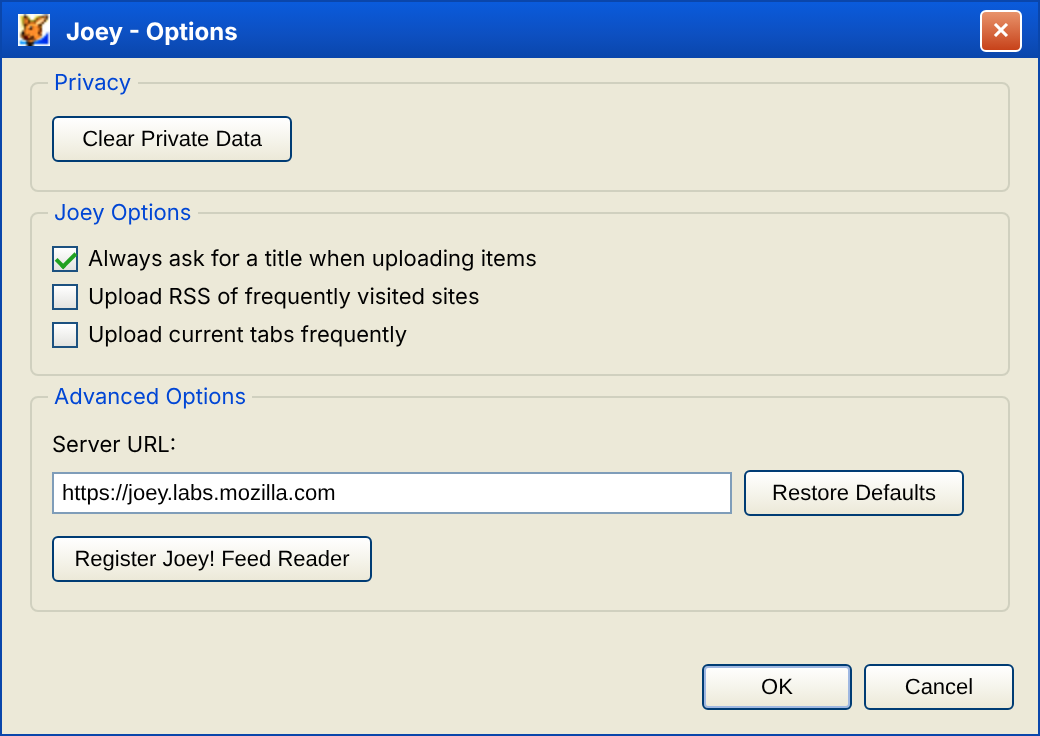 Joey - Options
Privacy
Clear Private Data
Joey Options
Always ask for a title when uploading items
Upload RSS of frequently visited sites
Upload current tabs frequently
Advanced Options
Server URL:
https://joey.labs.mozilla.com
Restore Defaults
Register Joey! Feed Reader
OK
Cancel